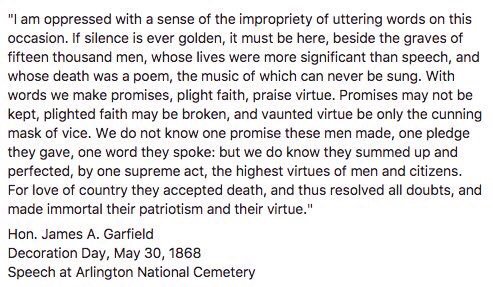 "I am oppressed with a sense of the impropriety of uttering words on this
occasion. If silence is ever golden, it must be here, beside the graves of
fifteen thousand men, whose lives were more significant than speech, and
whose death was a poem, the music of which can never be sung. With
words we make promises, plight faith, praise virtue. Promises may not be
kept, plighted faith may be broken, and vaunted virtue be only the cunning
mask of vice. We do not know one promise these men made, one pledge
they gave, one word they spoke: but we do know they summed up and
perfected, by one supreme act, the highest virtues of men and citizens.
For love of country they accepted death, and thus resolved all doubts, and
made immortal their patriotism and their virtue."
Hon. James A. Garfield
Decoration Day, May 30, 1868
Speech at Arlington National Cemetery